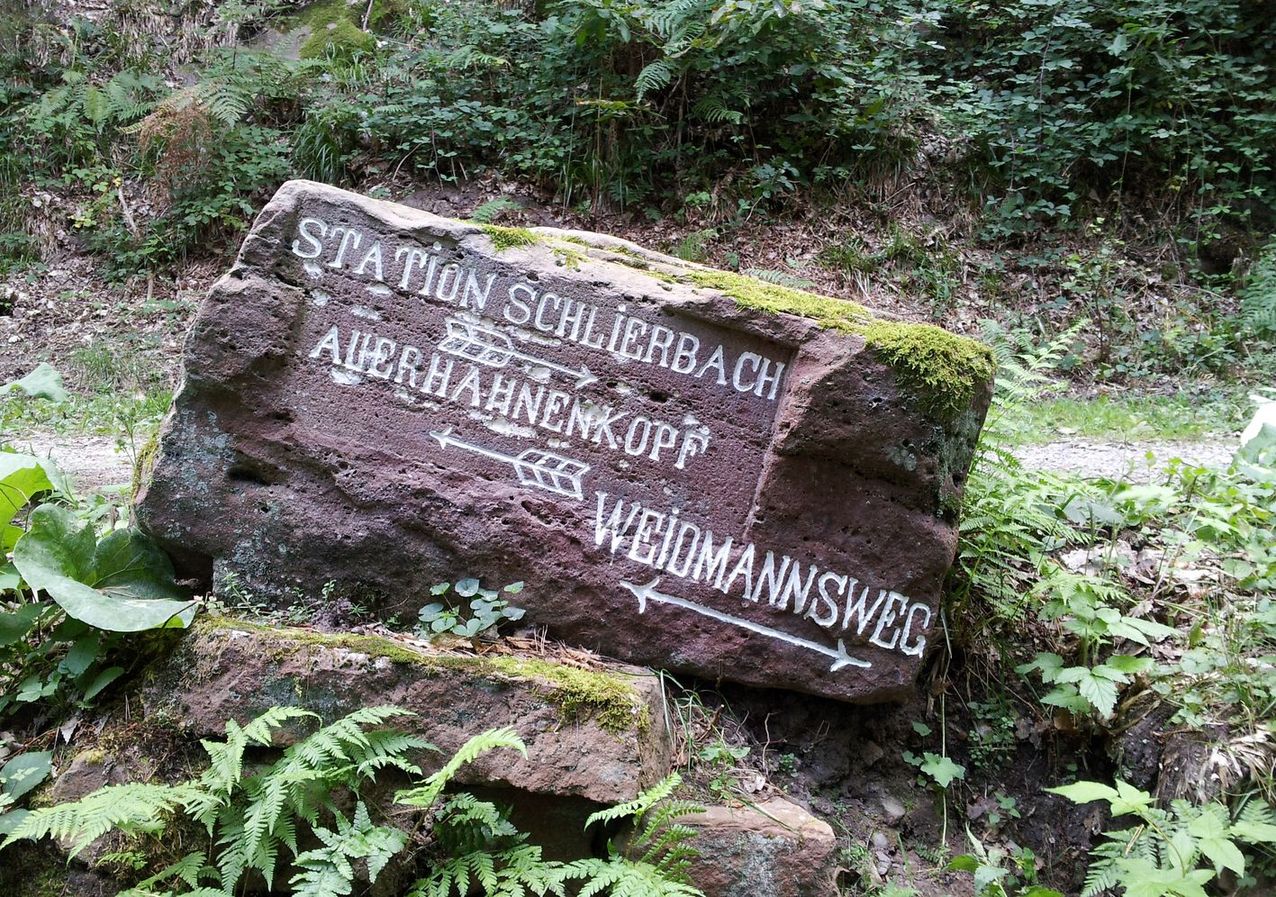 STATION SCHLIERBACH
AUERHAHNENKOPF
WEIDMANNSWEG